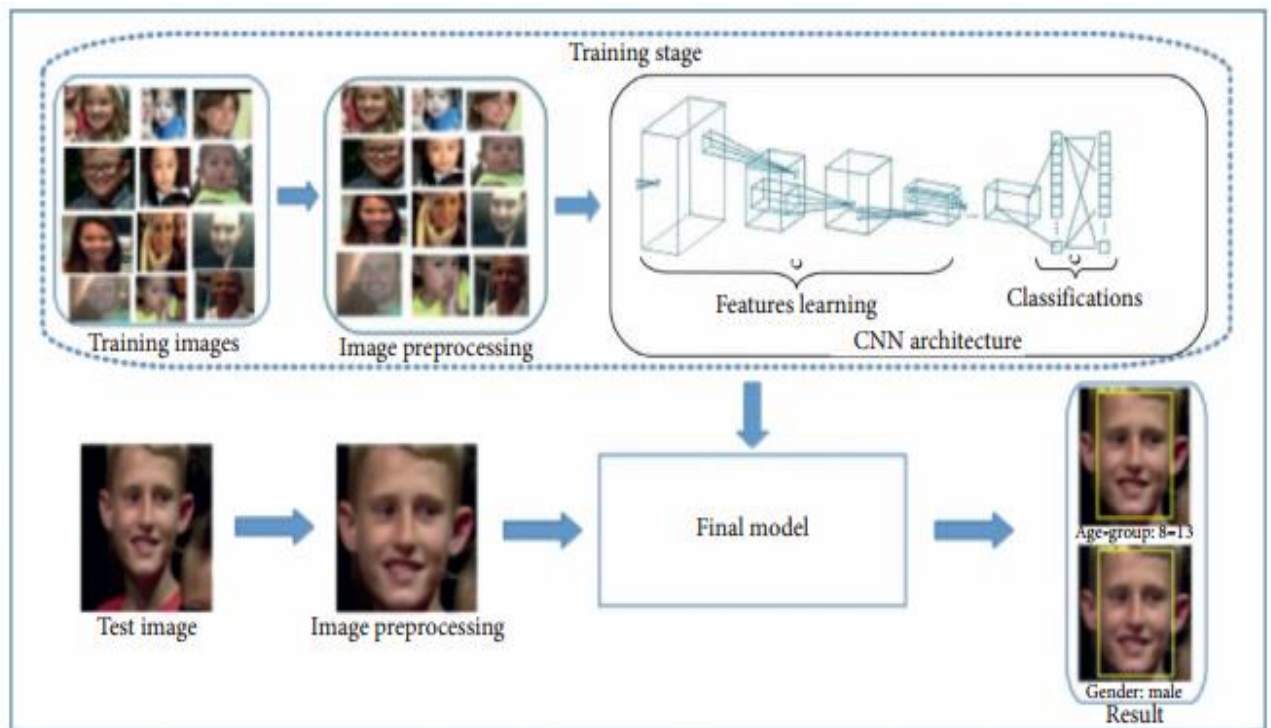 Training stage
Training images
Image preprocessing
Features learning
Classifications
CNN architecture
Test image
Image preprocessing
Final model
Age-group: 8–13
Gender: male
Result